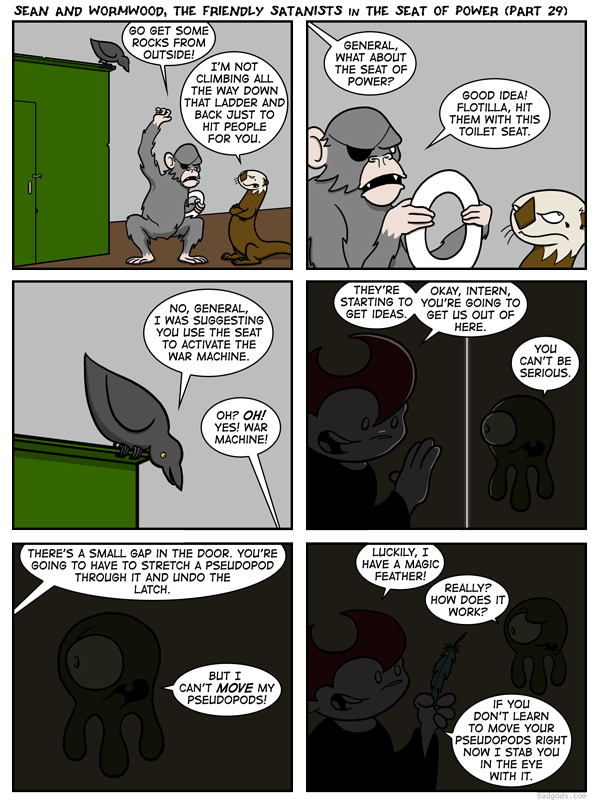 SEAN AND WORMWOOD, THE FRIENDLY SATANISTS IN THE SEAT OF POWER (PART 29)
GO GET SOME
ROCKS FROM
OUTSIDE!
I'M NOT
CLIMBING ALL
THE WAY DOWN
THAT LADDER AND
BACK JUST TO
HIT PEOPLE
FOR YOU.
GENERAL,
WHAT ABOUT
THE SEAT OF
POWER?
GOOD IDEA!
FLOTILLA, HIT
THEM WITH THIS
TOILET SEAT.
NO, GENERAL,
I WAS SUGGESTING
YOU USE THE SEAT
TO ACTIVATE THE
WAR MACHINE.
OH? OH!
YES! WAR
MACHINE!
THEY'RE
STARTING TO
GET IDEAS.
OKAY, INTERN,
YOU'RE GOING TO
GET US OUT OF
HERE.
YOU
CAN'T BE
SERIOUS.
THERE'S A SMALL GAP IN THE DOOR. YOU'RE
GOING TO HAVE TO STRETCH A PSEUDOPOD
THROUGH IT AND UNDO THE
LATCH.
BUT I
CAN'T MOVE MY
PSEUDOPODS!
LUCKILY, I
HAVE A MAGIC
FEATHER!
REALLY?
HOW DOES IT
WORK?
IF YOU
DON'T LEARN
TO MOVE YOUR
PSEUDOPODS RIGHT
NOW I STAB YOU
IN THE EYE
WITH IT.
badgods.com